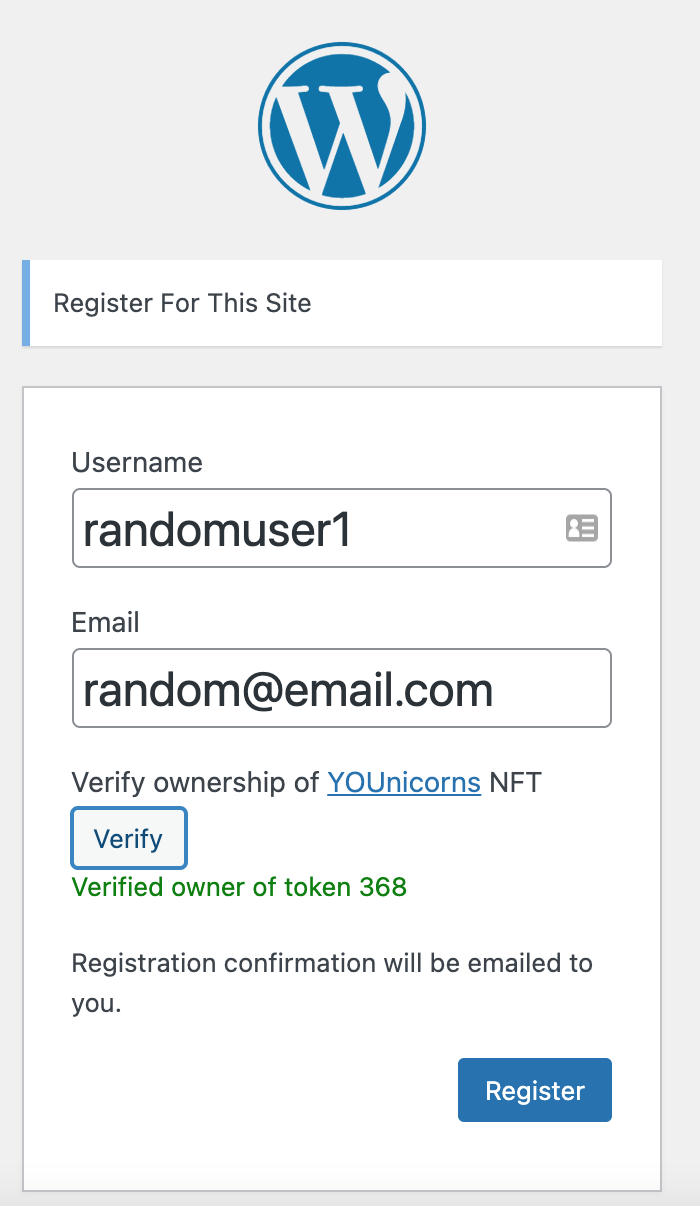 Register For This Site
Username
randomuser1
Email
random@email.com
Verify ownership of YOUnicorns NFT
Verify
Verified owner of token 368
Registration confirmation will be emailed to
you.
Register